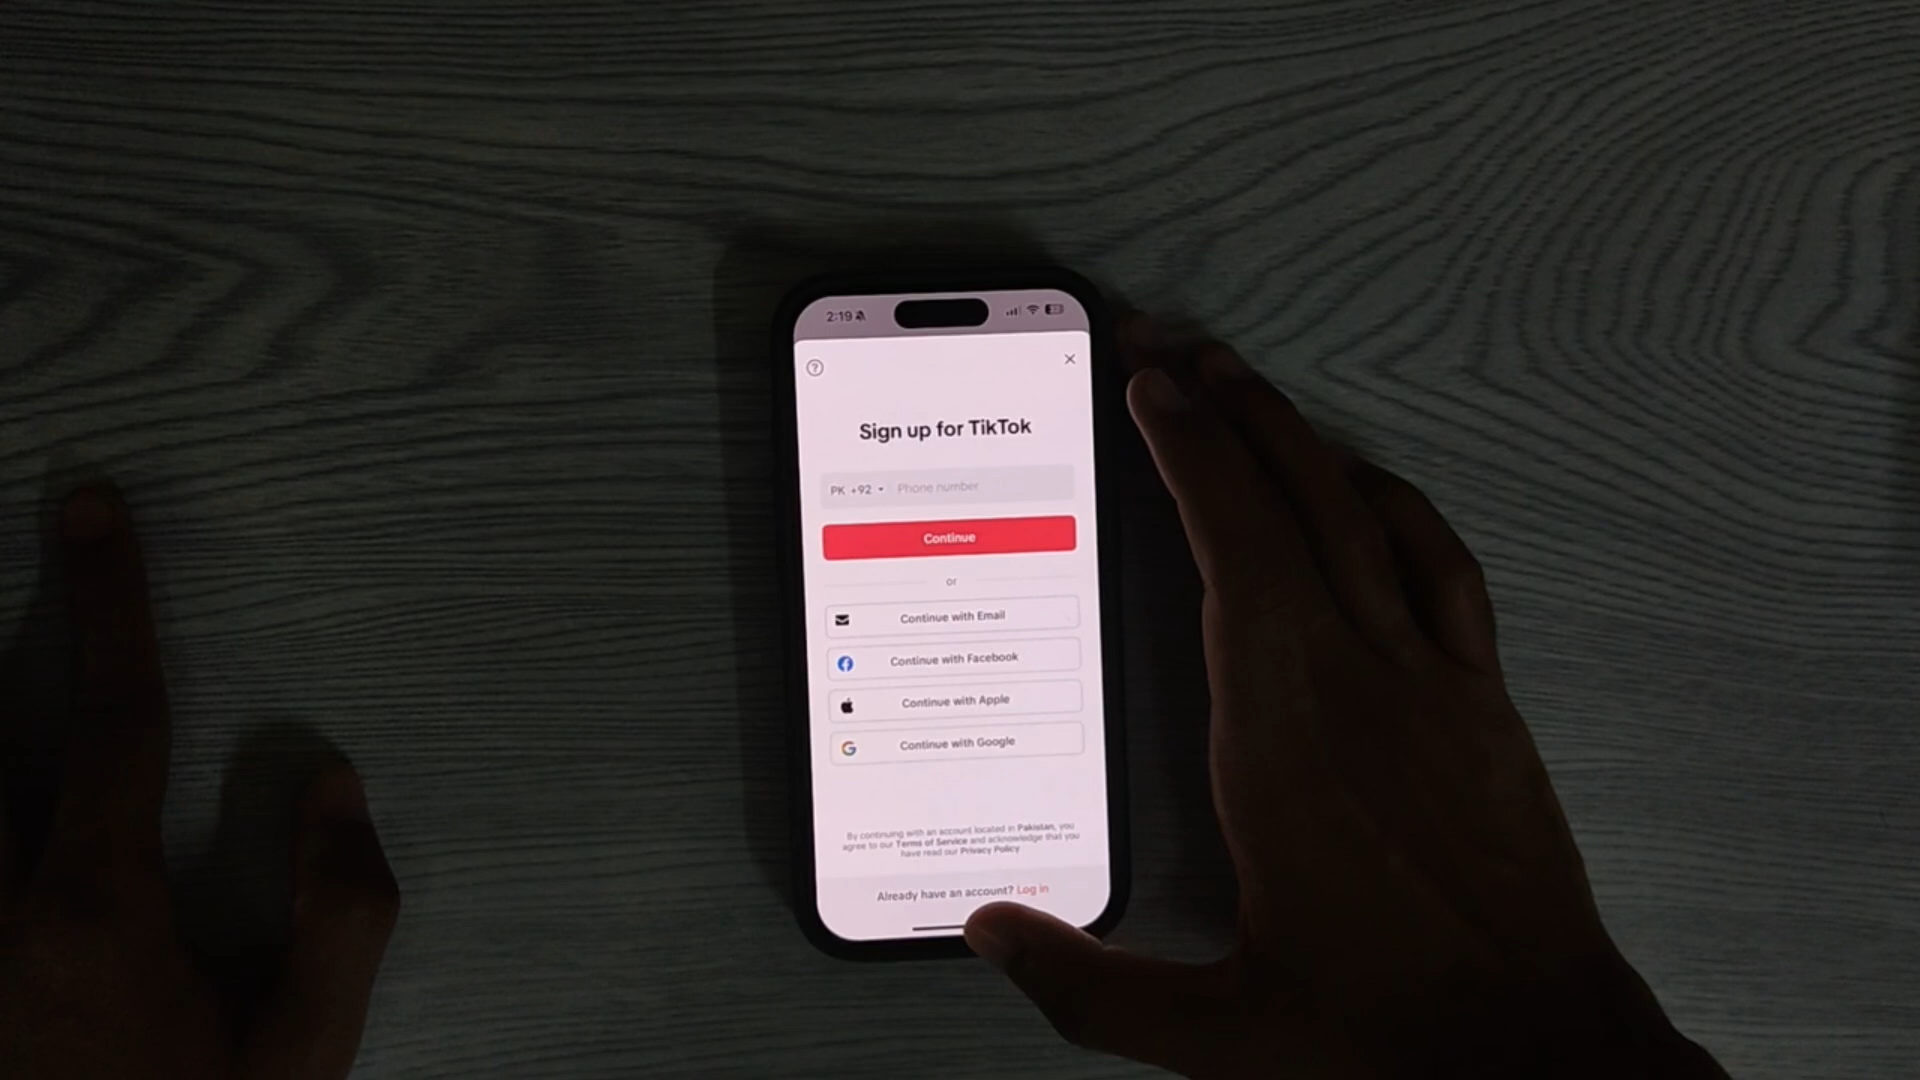 2:19
Sign up for TikTok
PK +92 Phone number
Continue
or
Continue with Email
Continue with Facebook
Continue with Apple
Continue with Google
By continuing with an account located in Pakistan, you
agree to our Terms of Service and acknowledge that you
have read our Privacy Policy
Already have an account? Log in